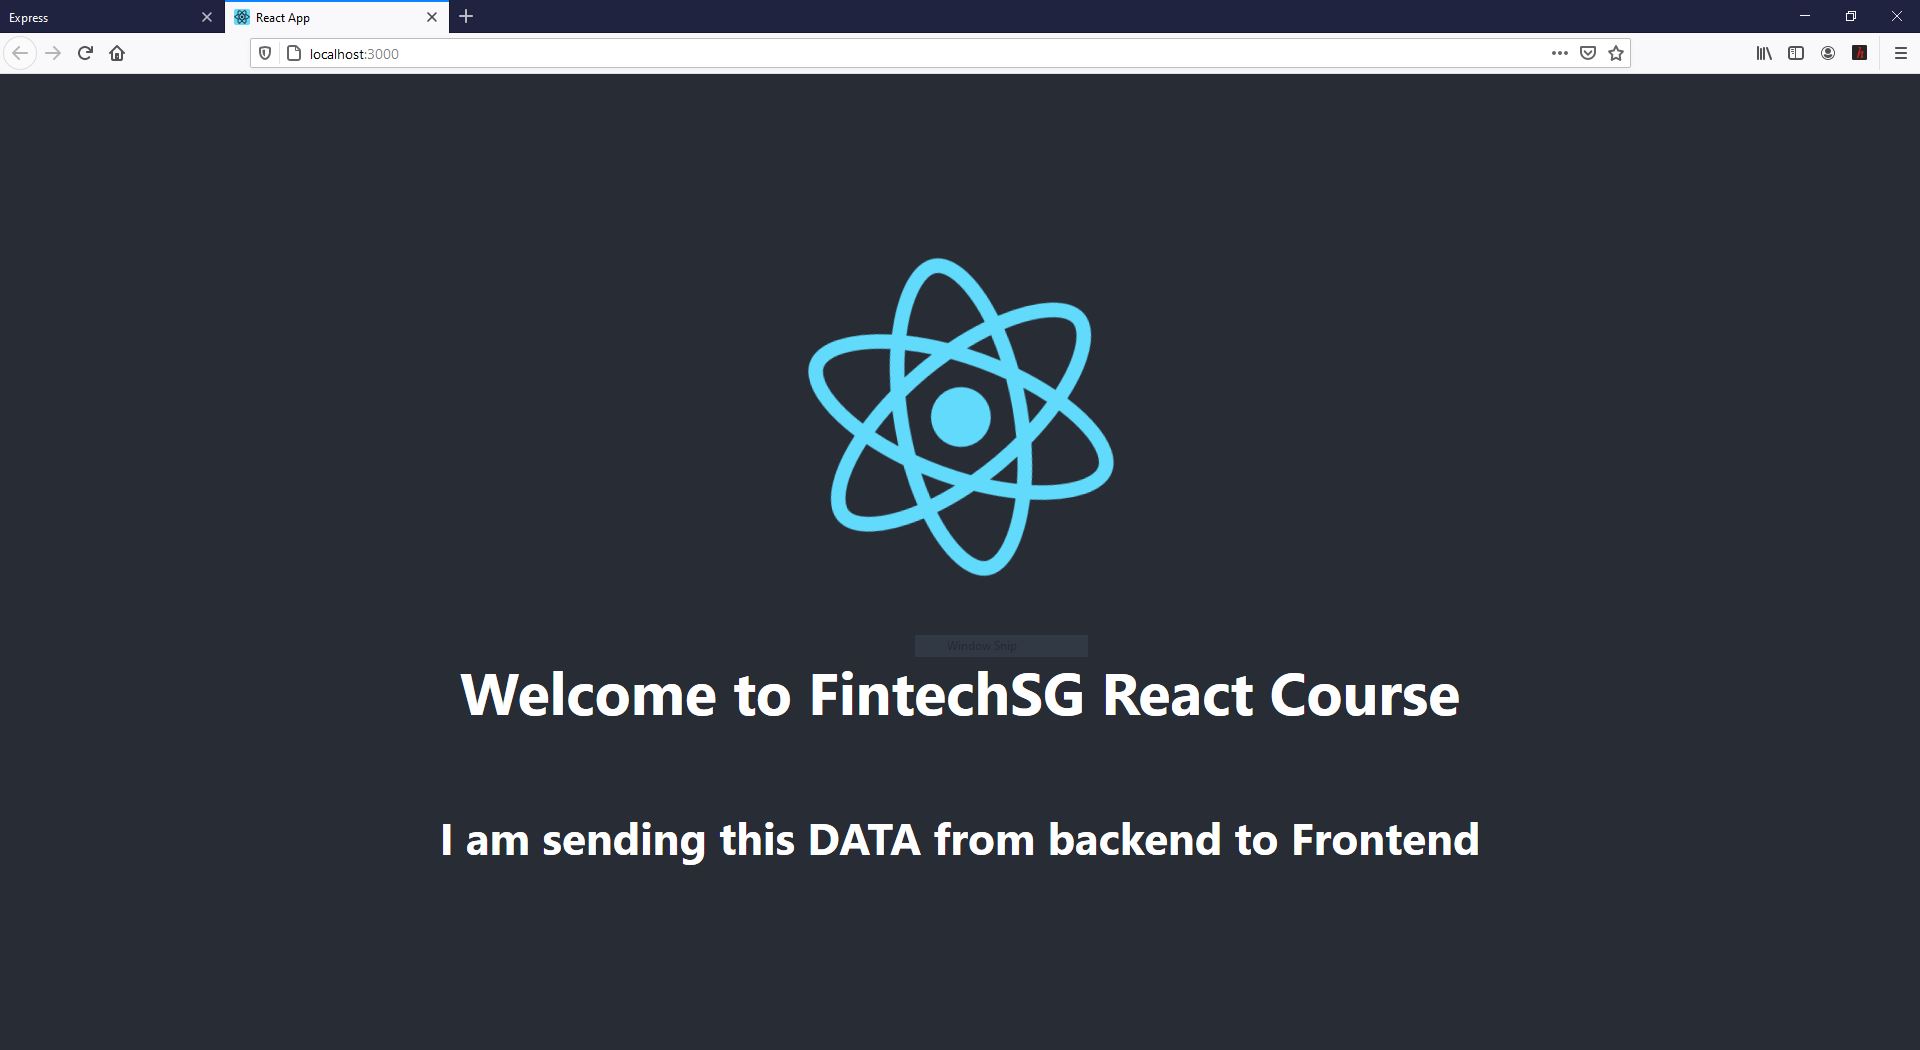 Express
React App
localhost:3000
Window Snip
Welcome to FintechSG React Course
I am sending this DATA from backend to Frontend